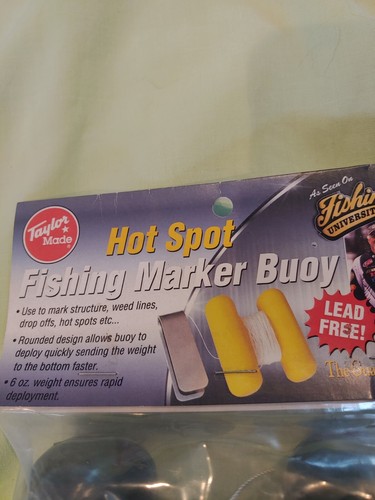 Taylor
Made
As Seen On
UNIVERSIT
Hot Spot
Fishing Marker Buoy
• Use to mark structure, weed lines,
drop offs, hot spots etc...
• Rounded design allows buoy to
deploy quickly sending the weight
to the bottom faster.
• 6 oz. weight ensures rapid
deployment.
LEAD
FREE!
The